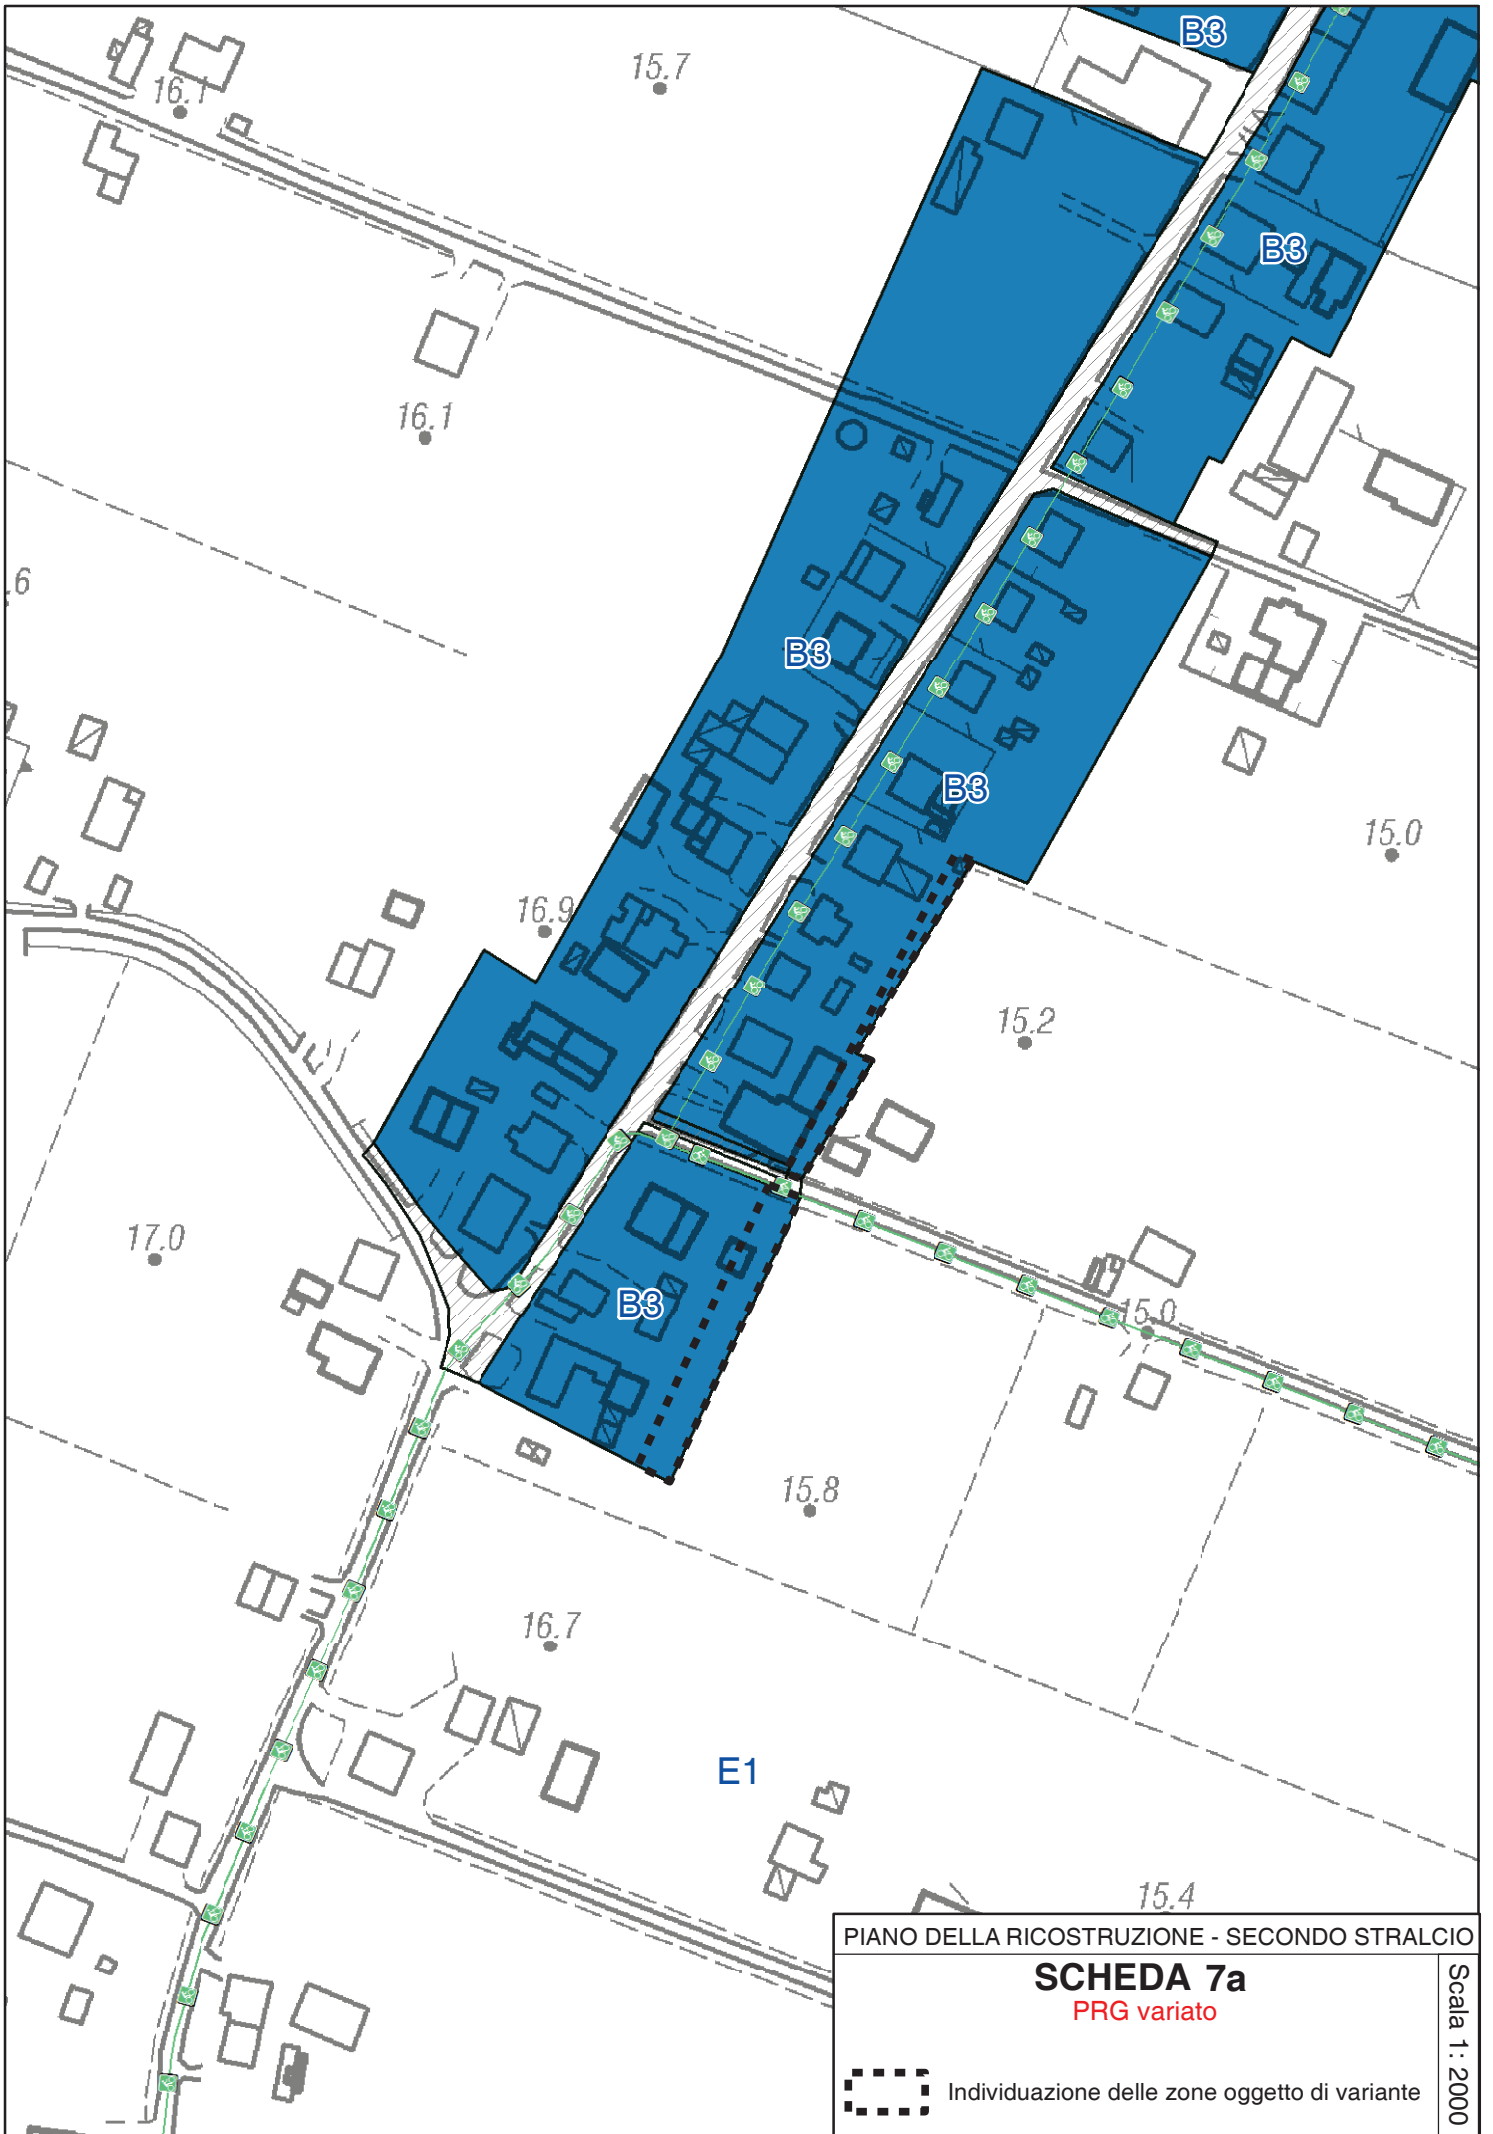 B3
15.7
16.1
B3
16.1
.6
B3
B3
15.0
16.9
15.2
17.0
B3
15.0
15.8
16.7
E1
15.4
PIANO DELLA RICOSTRUZIONE - SECONDO STRALCIO
SCHEDA 7a
PRG variato
Scala 1: 2000
Individuazione delle zone oggetto di variante